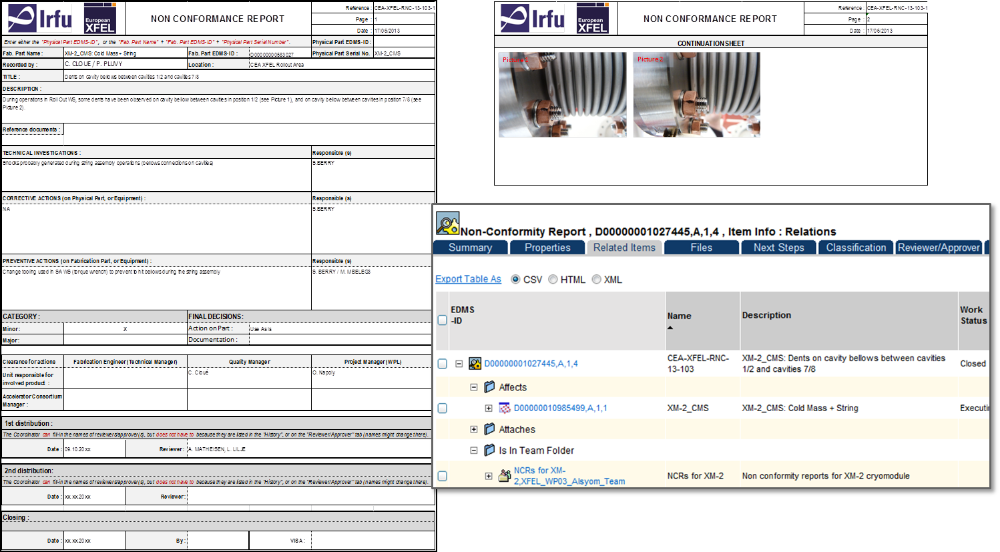 Irfu
European
XFEL
NON CONFORMANCE REPORT
Reference : CEA-XFEL-RNC-13-103-1
Page : 1
Date : 17/06/2013
Enter either the "Physical Part EDMS-ID", or the "Fab. Part Name" + "Fab. Part EDMS-ID" + "Physical Part Serial Number".
Physical Part EDMS-ID :
Fab. Part Name : XM-2_CMS: Cold Mass + String
Fab. Part EDMS-ID : D00000000583027
Physical Part Serial No. XM-2_CMS
Recorded by : C. CLOUE / P. PLUVY
Location : CEA XFEL Rollout Area
TITLE : Dents on cavity bellows between cavities 1/2 and cavities 7/8
DESCRIPTION :
During operations in Roll Out WS, some dents have been observed on cavity bellow between cavities in position 1/2 (see Picture 1), and on cavity bellow between cavities in position 7/8 (see
Picture 2).
Reference documents :
TECHNICAL INVESTIGATIONS : Responsible (s)
Shocks probably generated during string assembly operations (bellows connections on cavities) S.BERRY
CORRECTIVE ACTIONS (on Physical Part, or Equipment) : Responsible (s)
NA S.BERRY
PREVENTIVE ACTIONS (on Fabrication Part, or Equipment) : Responsible (s)
Change tooling used in SA WS (torque wrench) to prevent to hit bellows during the string assembly S. BERRY / M. MBELEG3
CATEGORY : FINAL DECISIONS:
Minor: X Action on Part : Use As Is
Major: Documentation :
Clearance for actions Fabrication Engineer (Technical Manager) Quality Manager Project Manager (WPL)
Unit responsible for
involved product : C. Cloué O. Napoly
Accelerator Consortium
Manager :
1st distribution :
The Coordinator can fill-in the names of reviewers/approver(s), but does not have to because they are listed in the "History", or on the "Reviewer/Approver" tab (names might change there).
Date : 09.10.20xx Reviewer: A. MATHEISEN, L. LILJE
2nd distribution:
The Coordinator can fill-in the names of reviewers/approver(s), but does not have to because they are listed in the "History", or on the "Reviewer/Approver" tab (names might change there).
Date : xx.xx.20xx Reviewer:
Closing :
Date : xx.xx.20xx By : VISA :
Irfu
European
XFEL
NON CONFORMANCE REPORT
Reference : CEA-XFEL-RNC-13-103-1
Page : 2
Date : 17/06/2013
CONTINUATION SHEET
Picture 1
Picture 2
Non-Conformity Report , D00000001027445,A,1,4 , Item Info : Relations
Summary Properties Related Items Files Next Steps Classification Reviewer/Approver
Export Table As CSV HTML XML
EDMS
-ID
Name
Description
Work
Status
D00000001027445,A,1,4
CEA-XFEL-RNC-
13-103
XM-2_CMS: Dents on cavity bellows between cavities
1/2 and cavities 7/8
Closed
Affects
D00000010985499,A,1,1 XM-2_CMS XM-2_CMS: Cold Mass + String Executin
Attaches
Is In Team Folder
NCRs for XM-
2,XFEL_WP03_Alsyom_Team
NCRs for XM-2
Non conformity reports for XM-2 cryomodule